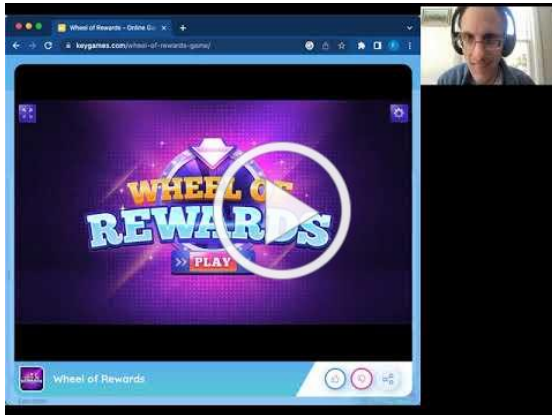 Wheel of Rewards - Online Ga
keygames.com/wheel-of-rewards-game/
WHEEL OF
REWARDS
PLAY
Wheel of Rewards